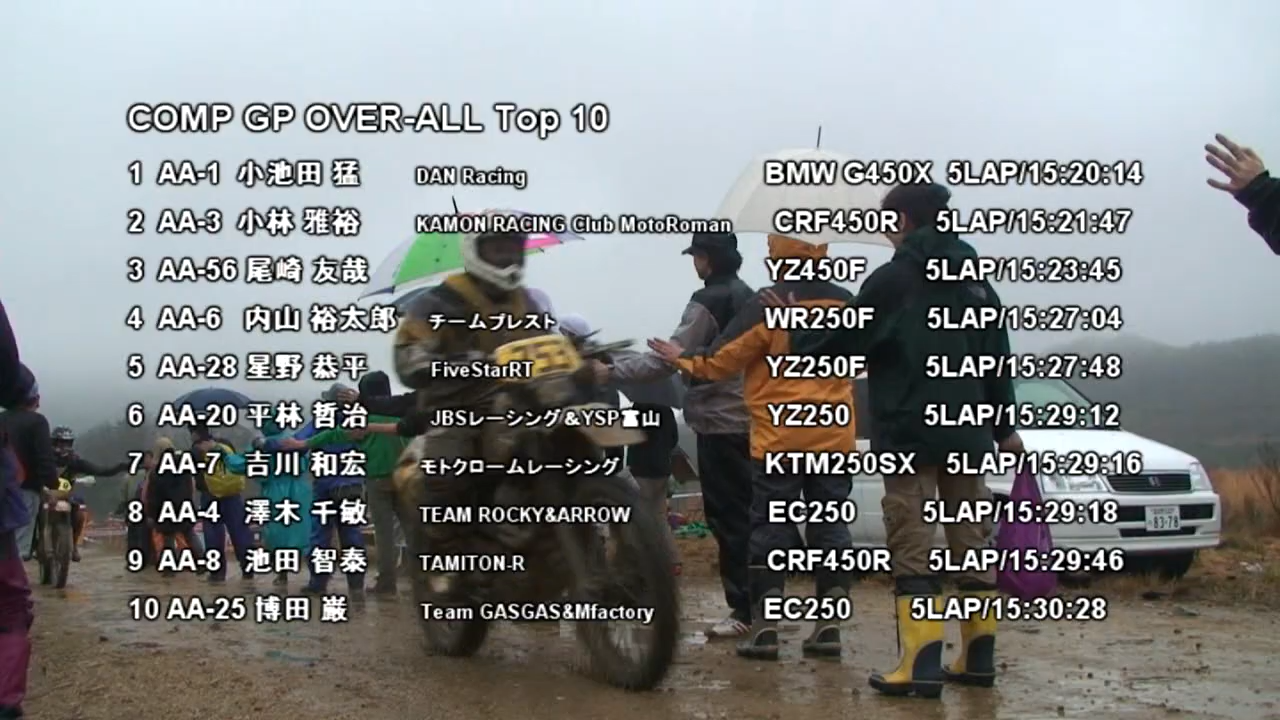 COMP GP OVER-ALL Top 10
1 AA-1 小池田 猛 DAN Racing BMW G450X 5LAP/15:20:14
2 AA-3 小林 雅裕 KAMON RACING Club MotoRoman CRF450R 5LAP/15:21:47
3 AA-56 尾崎 友哉 YZ450F 5LAP/15:23:45
4 AA-6 内山 裕太郎 チームブレスト WR250F 5LAP/15:27:04
5 AA-28 星野 恭平 FiveStarRT YZ250F 5LAP/15:27:48
6 AA-20 平林 哲治 JBSレーシング&YSP富山 YZ250 5LAP/15:29:12
7 AA-7 吉川 和宏 モトクロームレーシング KTM250SX 5LAP/15:29:16
8 AA-4 澤木 千敏 TEAM ROCKY&ARROW EC250 5LAP/15:29:18
9 AA-8 池田 智泰 TAMITON-R CRF450R 5LAP/15:29:46
10 AA-25 博田 巌 Team GASGAS&Mfactory EC250 5LAP/15:30:28
83-78